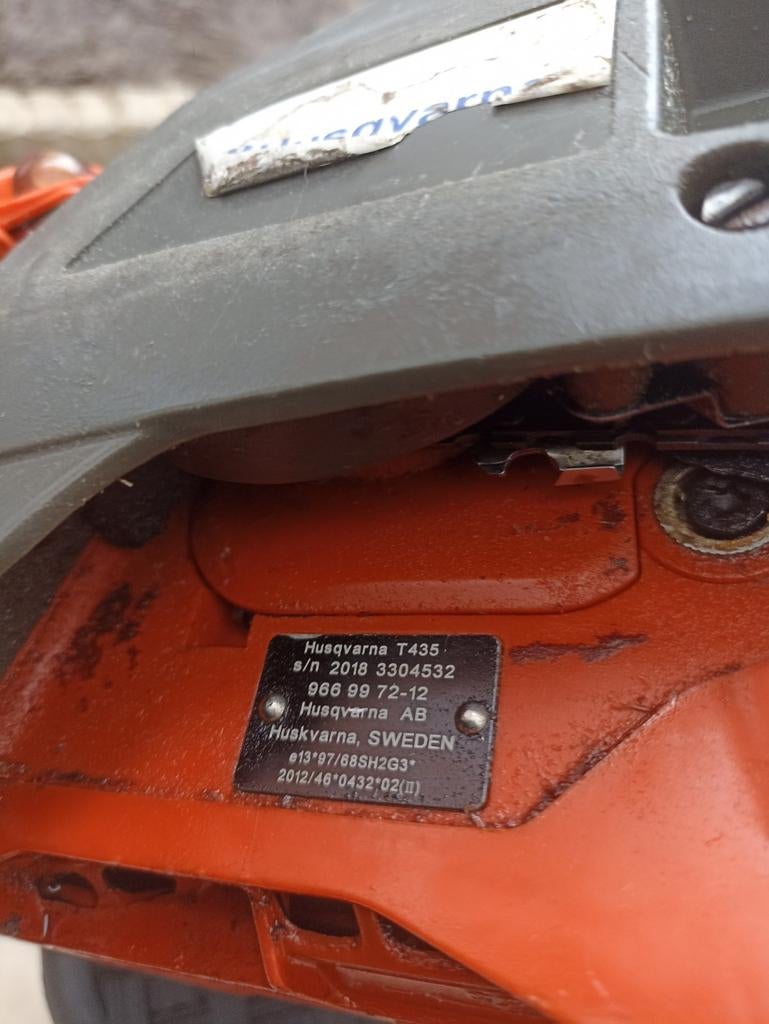 Husqvarna
Husqvarna T435
s/n 2018 3304532
966 99 72-12
Husqvarna AB
Huskvarna, SWEDEN
e13*97/68SH2G3*
2012/46*0432*02(II)